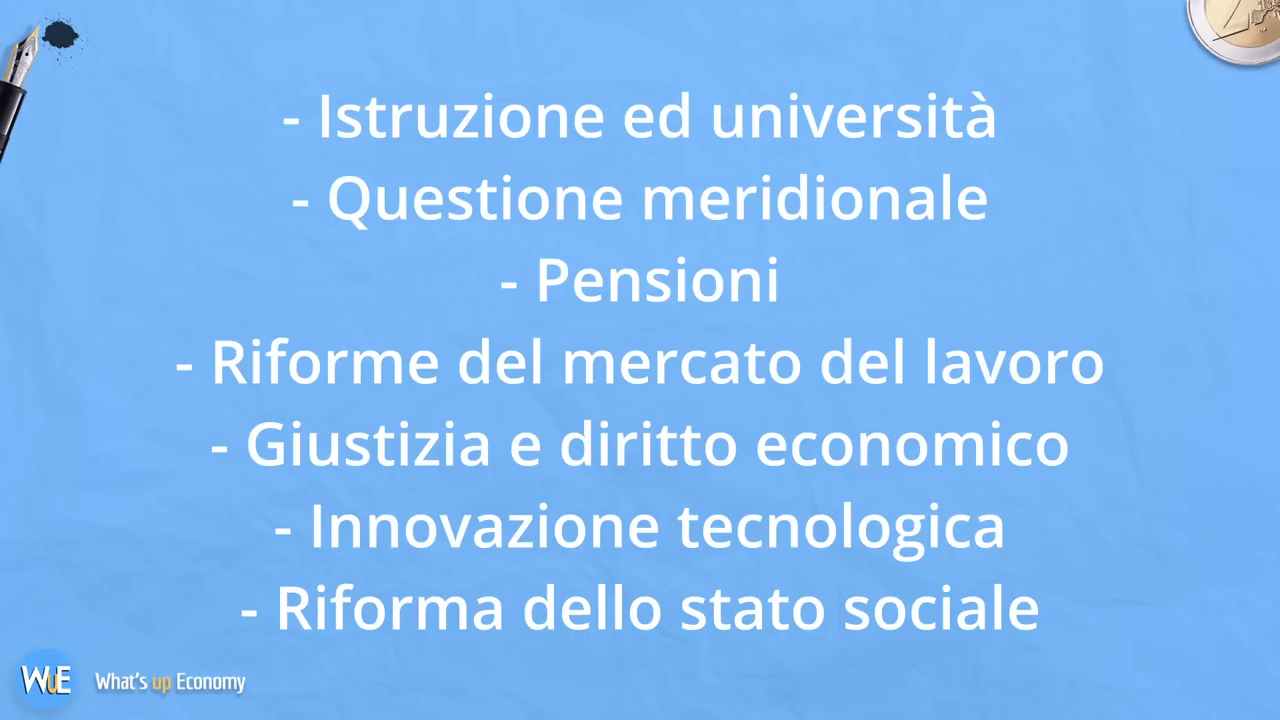 - Istruzione ed università
- Questione meridionale
- Pensioni
- Riforme del mercato del lavoro
- Giustizia e diritto economico
- Innovazione tecnologica
- Riforma dello stato sociale
WuE What's up Economy